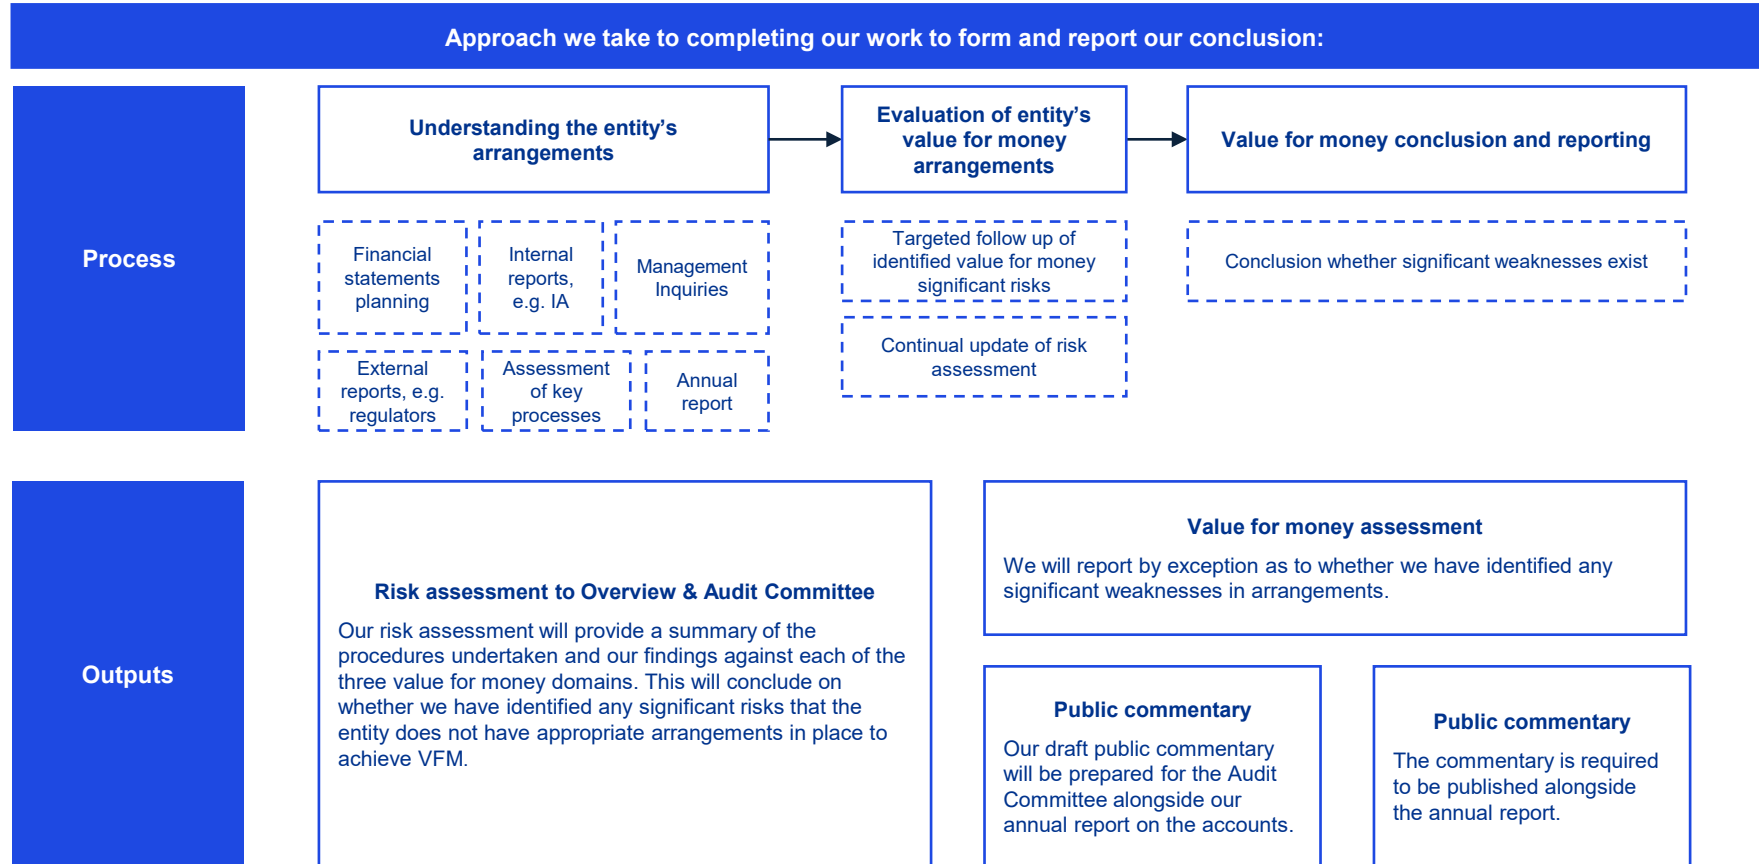 Approach we take to completing our work to form and report our conclusion:
Process
Understanding the entity's
arrangements
Evaluation of entity's
value for money
arrangements
Value for money conclusion and reporting
Financial
statements
planning
Internal
reports,
e.g. IA
Management
Inquiries
External
reports, e.g.
regulators
Assessment
of key
processes
Annual
report
Targeted follow up of
identified value for money
significant risks
Continual update of risk
assessment
Conclusion whether significant weaknesses exist
Outputs
Risk assessment to Overview & Audit Committee
Our risk assessment will provide a summary of the
procedures undertaken and our findings against each of the
three value for money domains. This will conclude on
whether we have identified any significant risks that the
entity does not have appropriate arrangements in place to
achieve VFM.
Value for money assessment
We will report by exception as to whether we have identified any
significant weaknesses in arrangements.
Public commentary
Our draft public commentary
will be prepared for the Audit
Committee alongside our
annual report on the accounts.
Public commentary
The commentary is required
to be published alongside
the annual report.